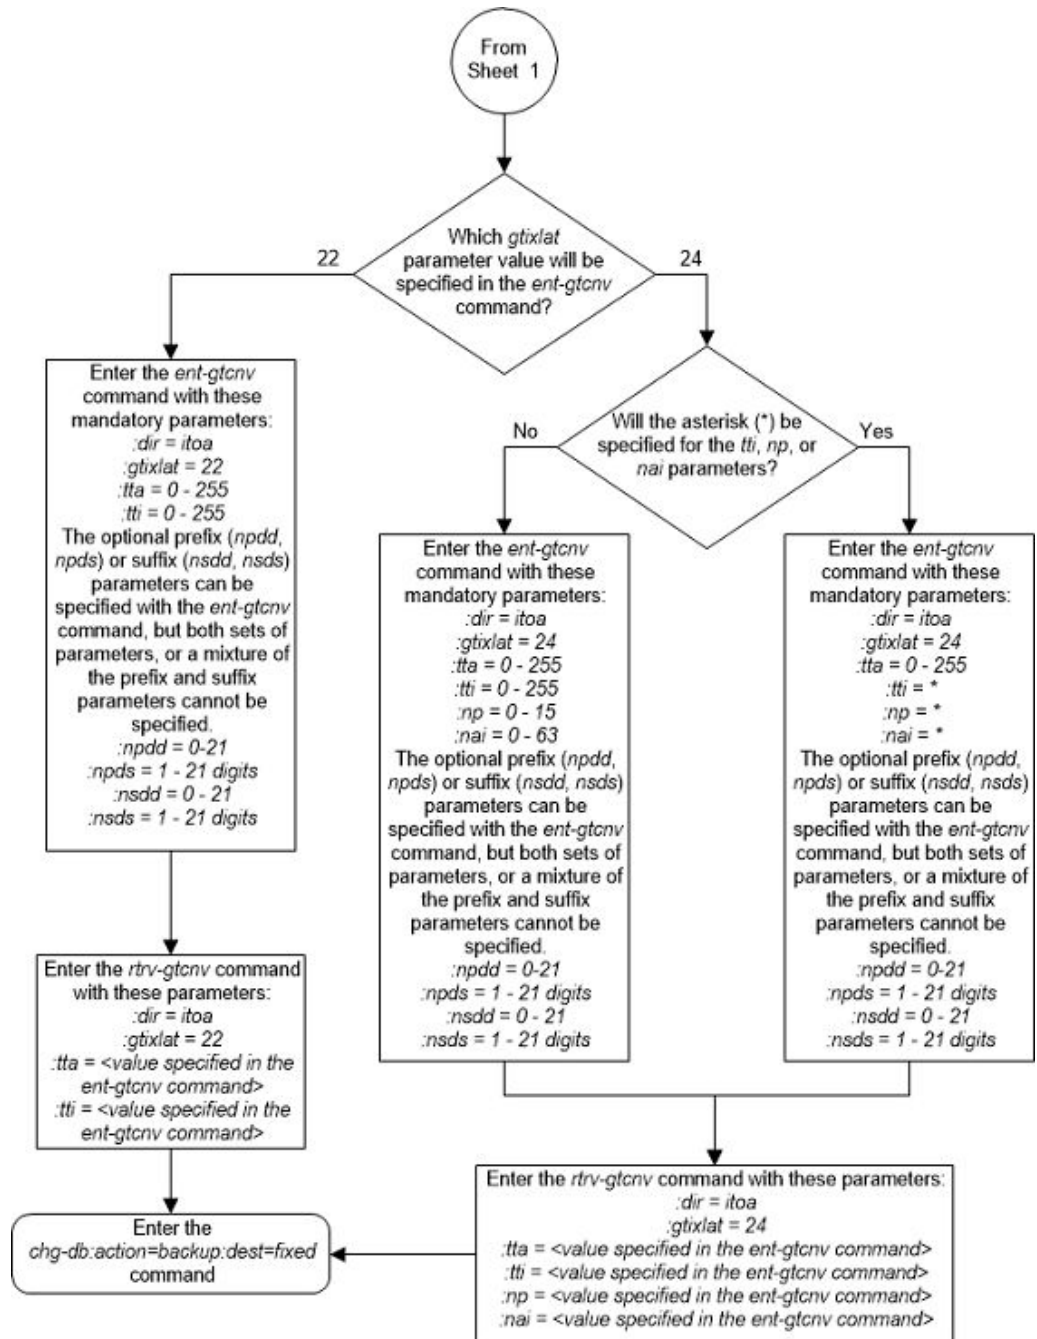 From
Sheet 1
Which gtixlat
parameter value will be
specified in the ent-gtcnv
command?
22
24
Enter the ent-gtcnv
command with these
mandatory parameters:
:dir = itoa
:gtixlat = 22
:tta = 0 - 255
:tti = 0 - 255
The optional prefix (npdd,
npds) or suffix (nsdd, nsds)
parameters can be
specified with the ent-gtcnv
command, but both sets of
parameters, or a mixture of
the prefix and suffix
parameters cannot be
specified.
:npdd = 0-21
:npds = 1 - 21 digits
:nsdd = 0 - 21
:nsds = 1 - 21 digits
Will the asterisk (*) be
specified for the tti, np, or
nai parameters?
No
Yes
Enter the ent-gtcnv
command with these
mandatory parameters:
:dir = itoa
:gtixlat = 24
:tta = 0 - 255
:tti = 0 - 255
:np = 0 - 15
:nai = 0 - 63
The optional prefix (npdd,
npds) or suffix (nsdd, nsds)
parameters can be
specified with the ent-gtcnv
command, but both sets of
parameters, or a mixture of
the prefix and suffix
parameters cannot be
specified.
:npdd = 0-21
:npds = 1 - 21 digits
:nsdd = 0 - 21
:nsds = 1 - 21 digits
Enter the ent-gtcnv
command with these
mandatory parameters:
:dir = itoa
:gtixlat = 24
:tta = 0 - 255
:tti = *
:np = *
:nai = *
The optional prefix (npdd,
npds) or suffix (nsdd, nsds)
parameters can be
specified with the ent-gtcnv
command, but both sets of
parameters, or a mixture of
the prefix and suffix
parameters cannot be
specified.
:npdd = 0-21
:npds = 1 - 21 digits
:nsdd = 0 - 21
:nsds = 1 - 21 digits
Enter the rtrv-gtcnv command
with these parameters:
:dir = itoa
:gtixlat = 22
:tta = <value specified in the
ent-gtcnv command>
:tti = <value specified in the
ent-gtcnv command>
Enter the rtrv-gtcnv command with these parameters:
:dir = itoa
:gtixlat = 24
:tta = <value specified in the ent-gtcnv command>
:tti = <value specified in the ent-gtcnv command>
:np = <value specified in the ent-gtcnv command>
:nai = <value specified in the ent-gtcnv command>
Enter the
chg-db:action=backup:dest=fixed
command